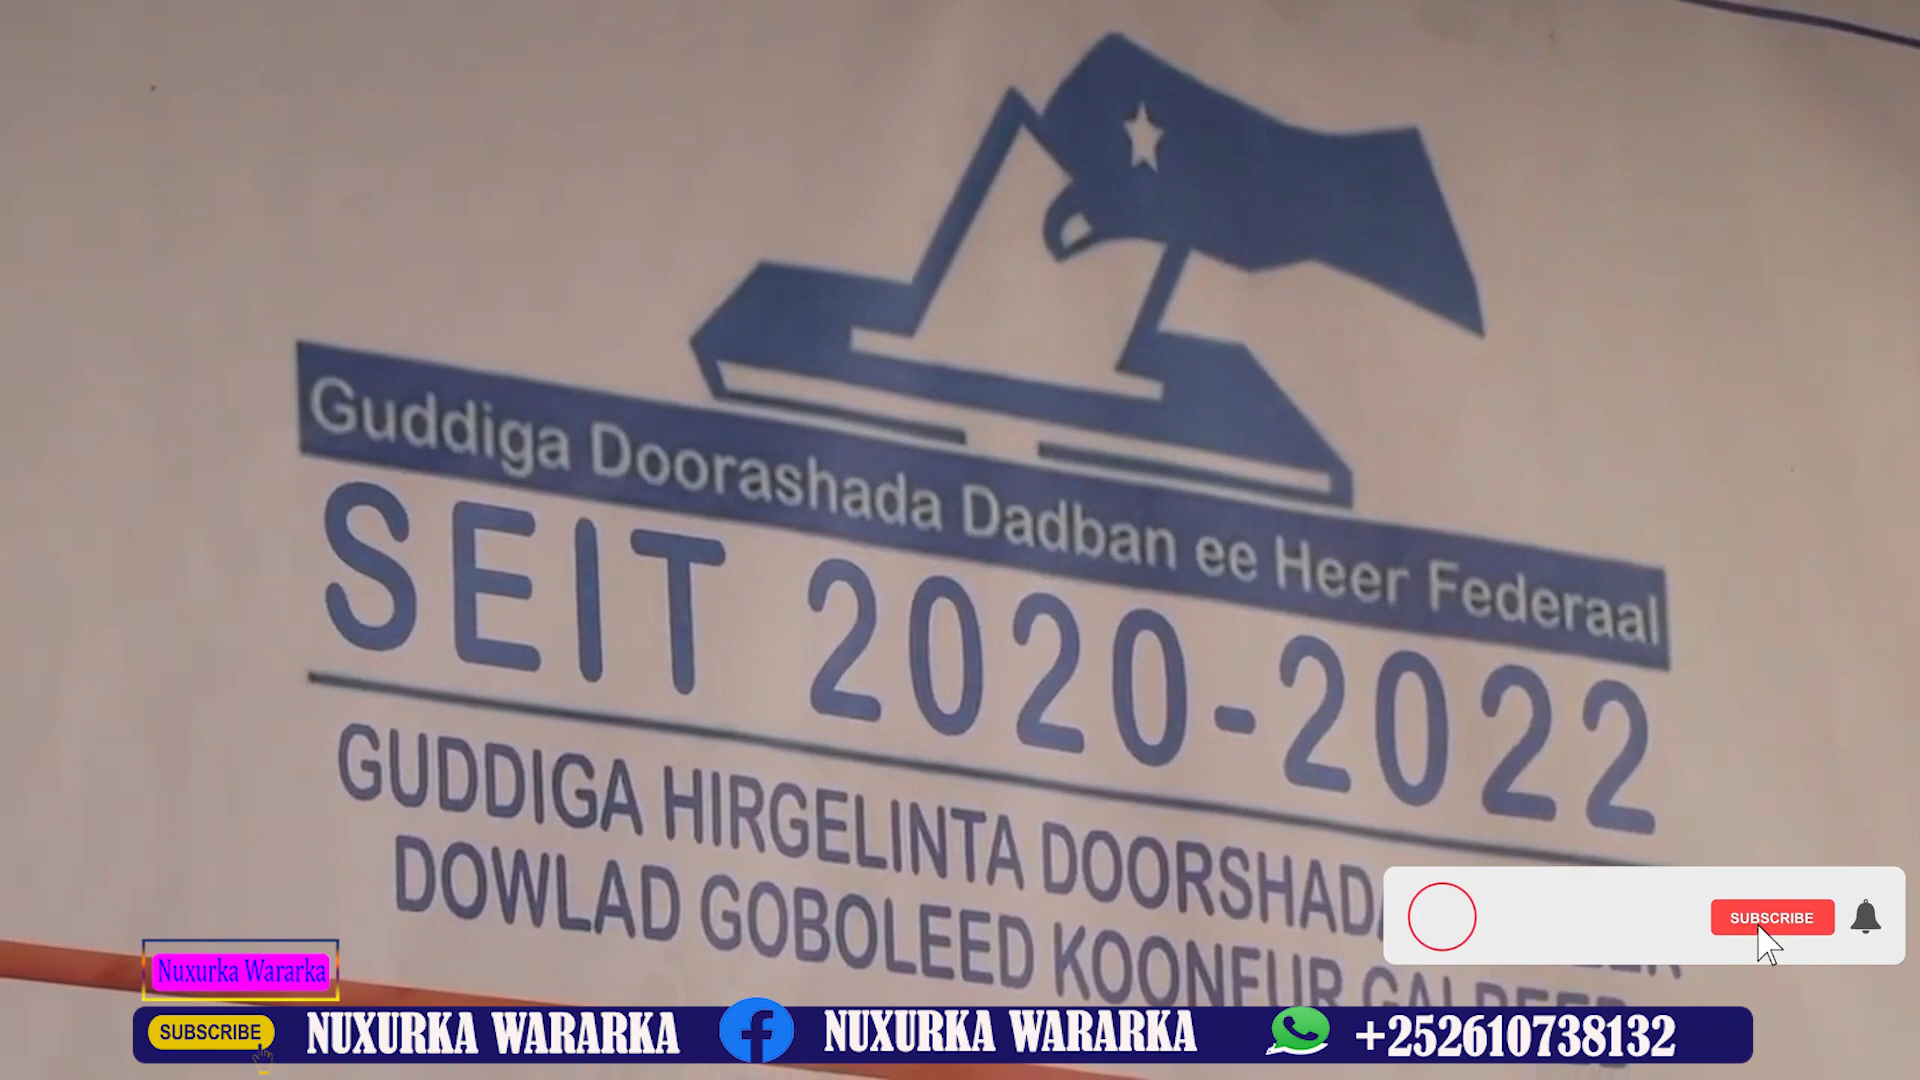 Guddiga Doorashada Dadban ee Heer Federaal
SEIT 2020-2022
GUDDIGA HIRGELINTA DOORSHAD
DOWLAD GOBOLEED KOONFUR
SUBSCRIBE
Nuxurka Wararka
SUBSCRIBE
NUXURKA WARARKA
NUXURKA WARARKA
+252610738132